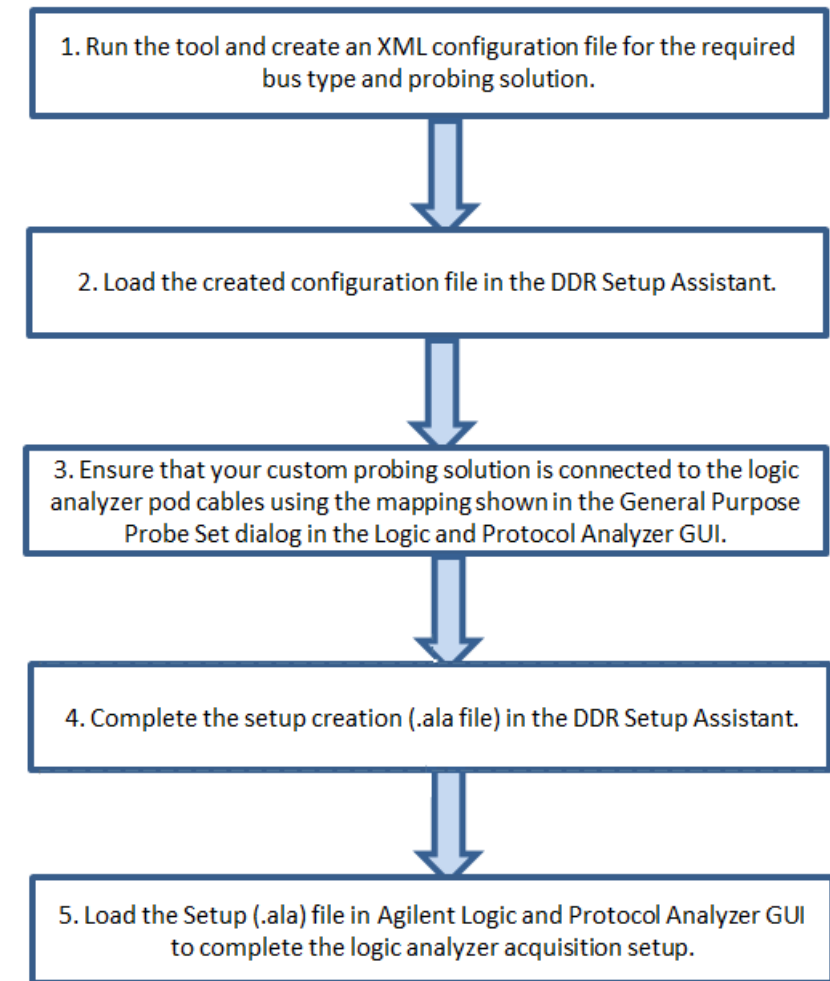 1. Run the tool and create an XML configuration file for the required
bus type and probing solution.
2. Load the created configuration file in the DDR Setup Assistant.
3. Ensure that your custom probing solution is connected to the logic
analyzer pod cables using the mapping shown in the General Purpose
Probe Set dialog in the Logic and Protocol Analyzer GUI.
4. Complete the setup creation (.ala file) in the DDR Setup Assistant.
5. Load the Setup (.ala) file in Agilent Logic and Protocol Analyzer GUI
to complete the logic analyzer acquisition setup.